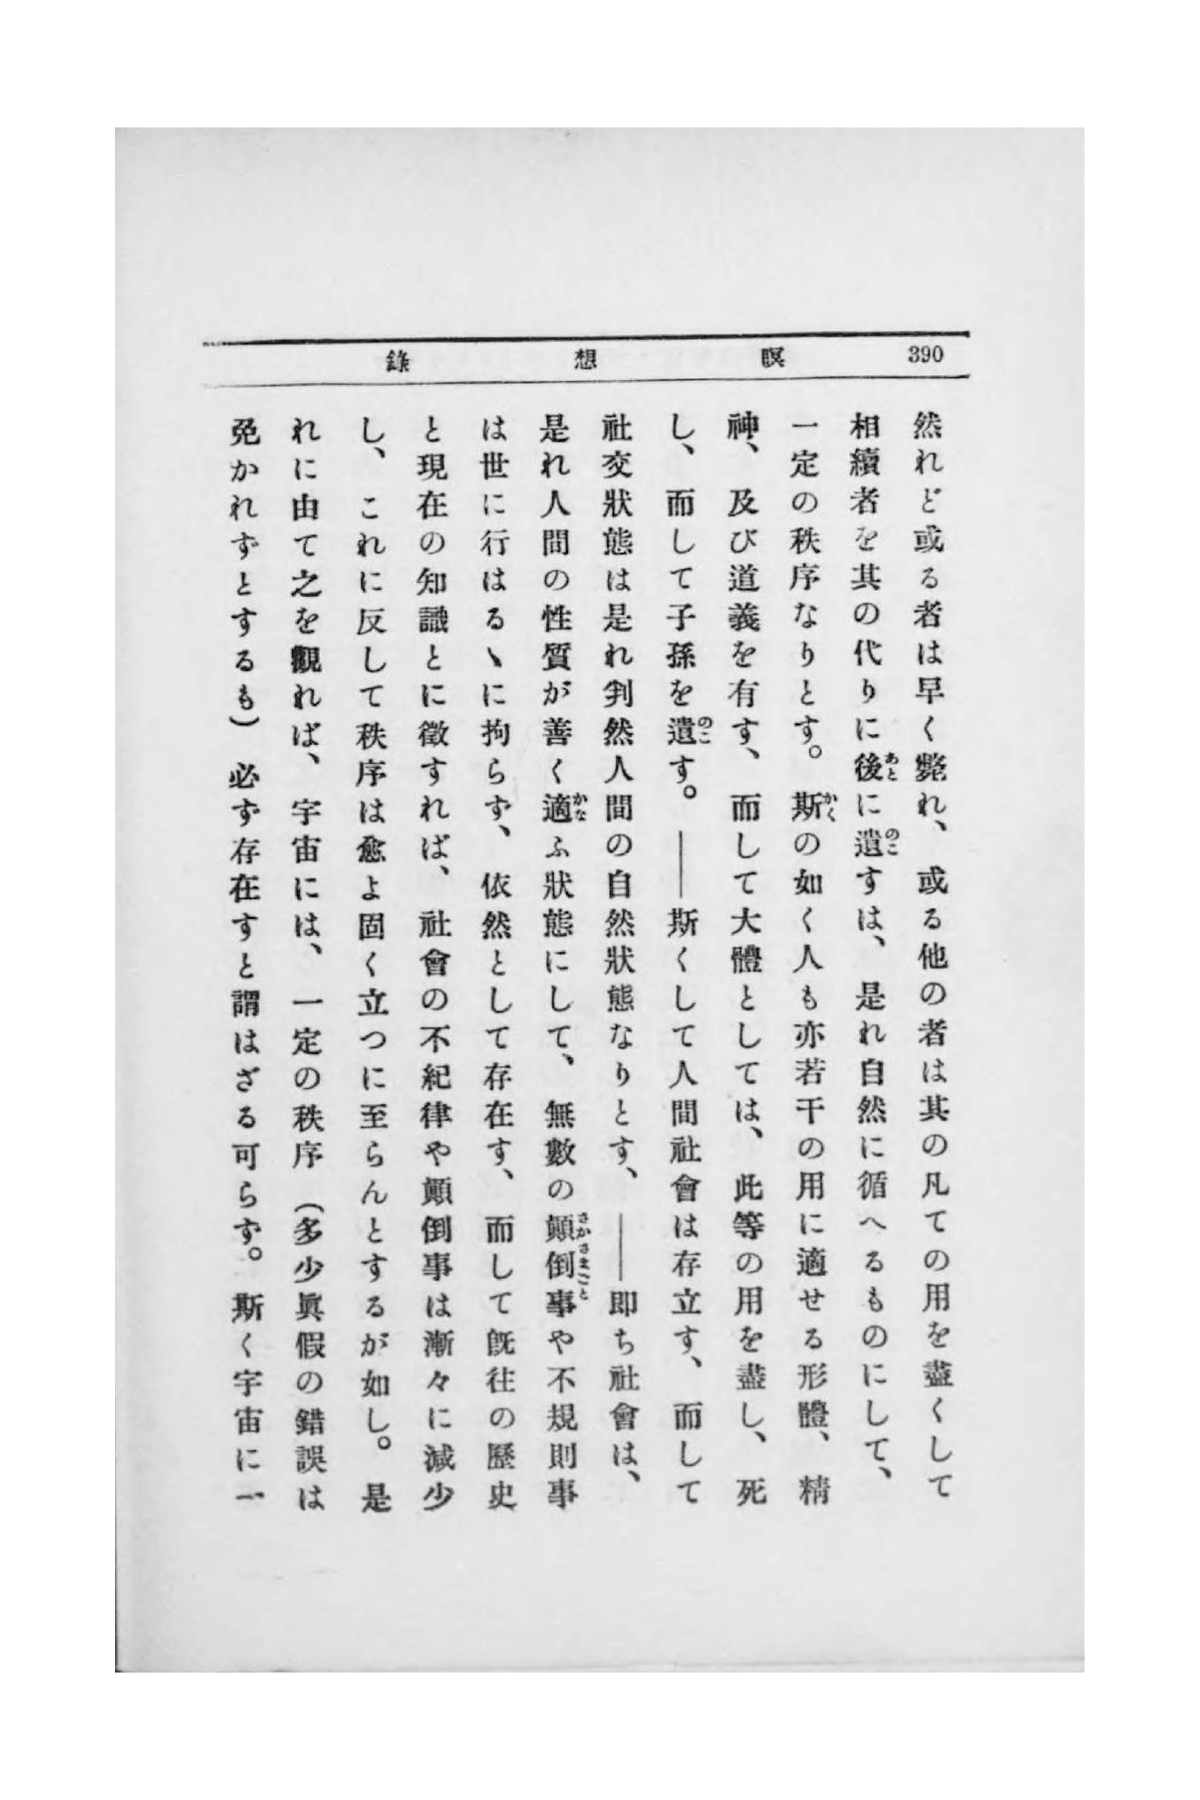 390 瞑想錄
然れど或る者は早く斃れ、或る他の者は其の凡ての用を盡くして
相續者を其の代りに後に遺すは、是れ自然に循へるものにして、
一定の秩序なりとす。斯の如く人も亦若干の用に適せる形體、精
神、及び道義を有す、而して大體としては、此等の用を盡し、死
し、而して子孫を遺す。――斯くして人間社會は存立す、而して
社交狀態は是れ判然人間の自然狀態なりとす、――即ち社會は、
是れ人間の性質が善く適ふ狀態にして、無數の顚倒事や不規則事
は世に行はるゝに拘らず、依然として存在す、而して旣往の歷史
と現在の知識とに徵すれば、社會の不紀律や顚倒事は漸々に減少
し、これに反して秩序は愈よ固く立つに至らんとするが如し。是
れに由て之を觀れば、宇宙には、一定の秩序（多少眞假の錯誤は
免かれずとするも）必ず存在すと謂はざる可らず。斯く宇宙に一